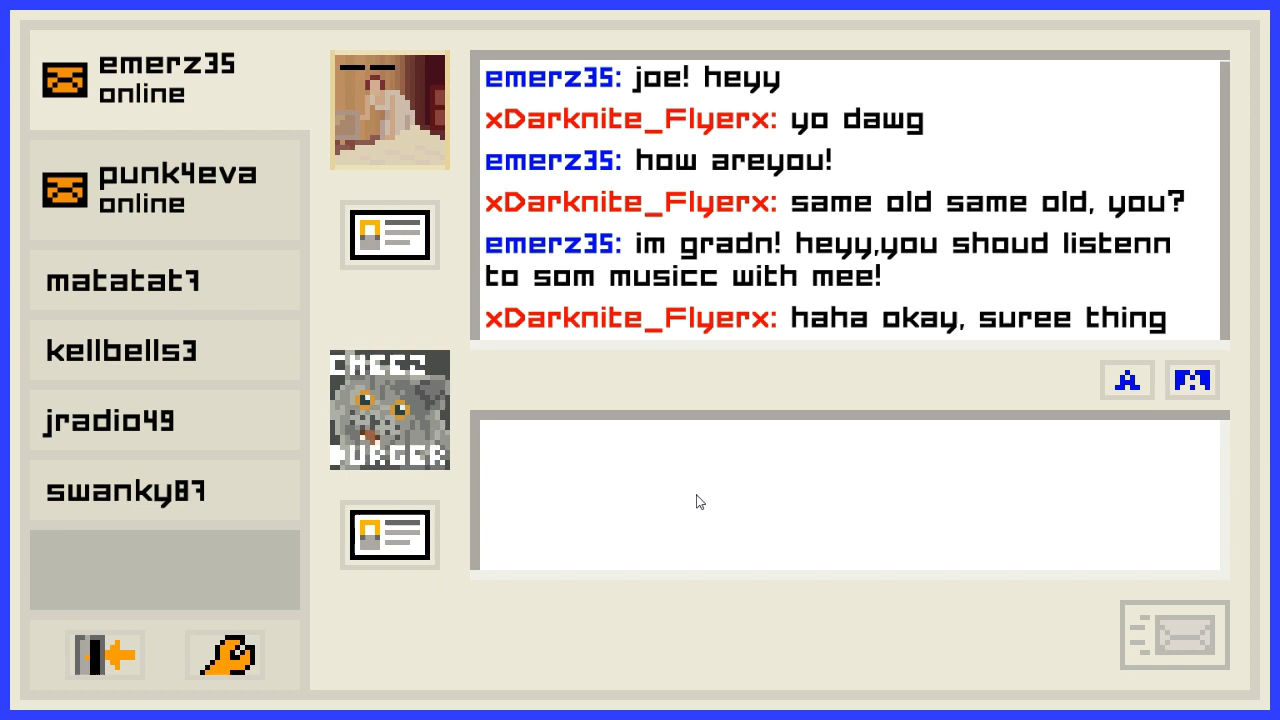 emerz35
online
punk4eva
online
matatat7
kellbells3
jradio49
swanky87
CHEEZ
BURGER
emerz35: joe! heyy
xDarknite_Flyerx: yo dawg
emerz35: how areyou!
xDarknite_Flyerx: same old same old, you?
emerz35: im gradn! heyy,you shoud listenn
to som musicc with mee!
xDarknite_Flyerx: haha okay, suree thing
A